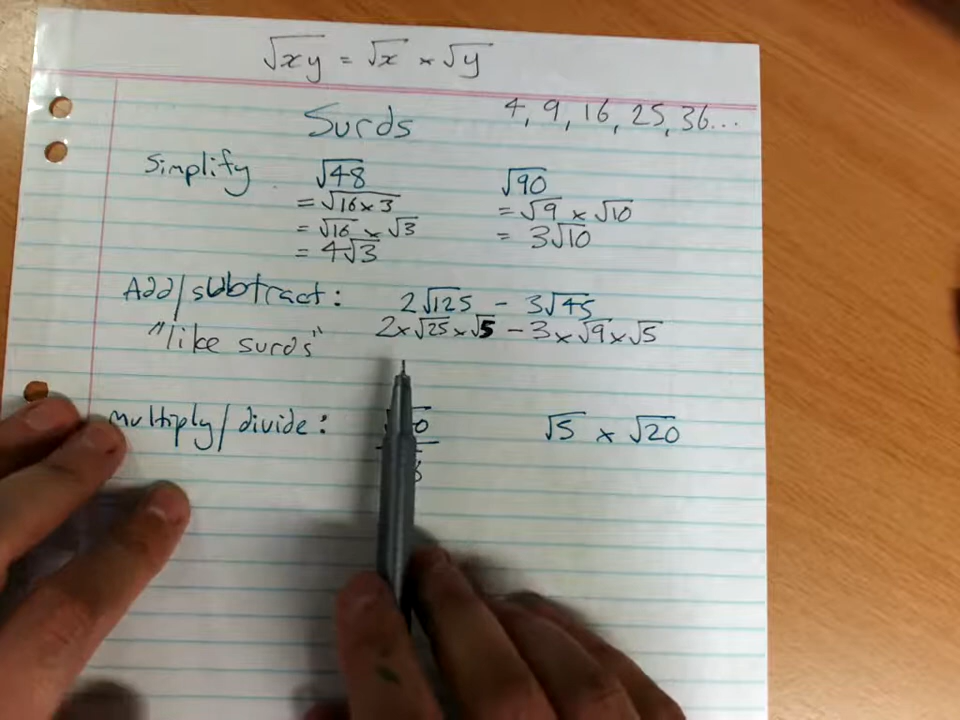 √xy = √x × √y
Surds
4, 9, 16, 25, 36...
Simplify
√48
= √16×3
= √16 × √3
= 4√3
√90
= √9 × √10
= 3√10
Add/subtract:
2√125 - 3√45
"like surds"
2×√25×√5 - 3×√9×√5
multiply/divide:
√5 × √20